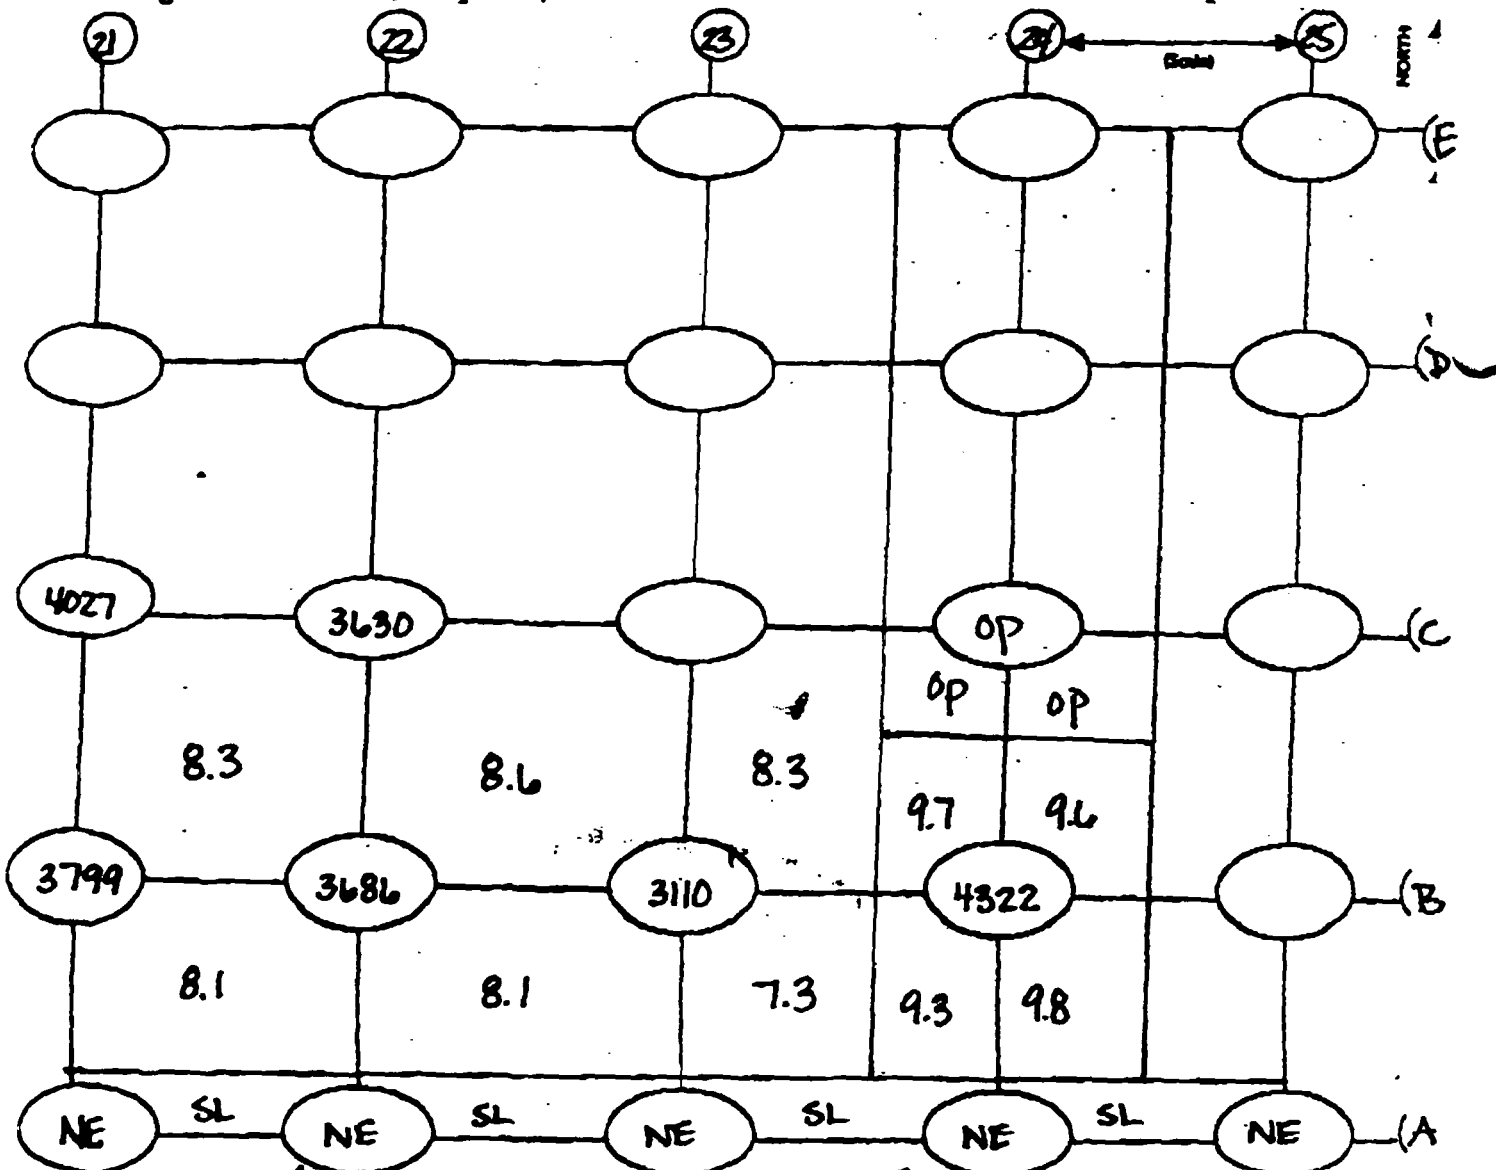 21 22 23 24 25
NORTH
(Scale)
E
D
4027 3630 OP C
OP OP
8.3 8.6 8.3
9.7 9.6
3799 3686 3110 4322 B
8.1 8.1 7.3 9.3 9.8
SL SL SL SL
NE NE NE NE NE A